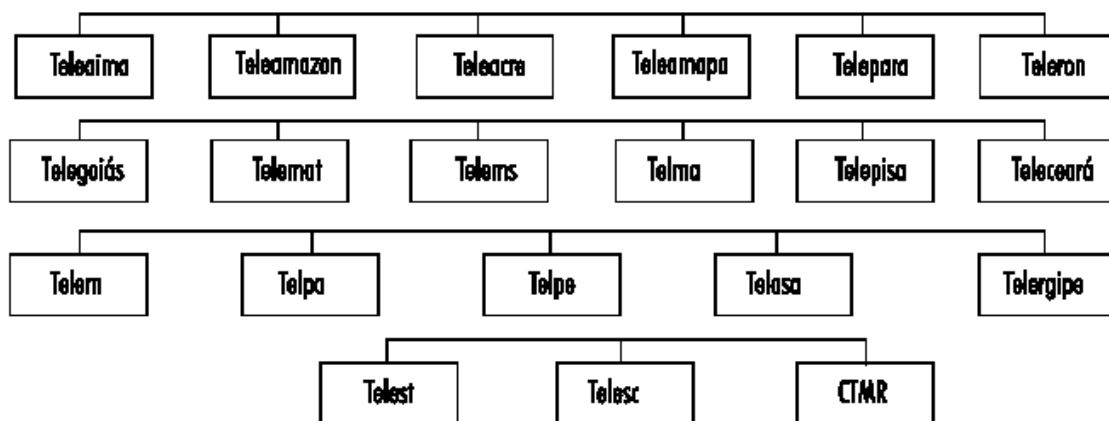 Teleaima Teleamazon Teleacre Teleamapa Telepara Teleron
Telegoiás Telemat Telems Telma Telepisa Teleceará
Telern Telpa Telpe Telasa Telergipe
Telest Telesc CTMR